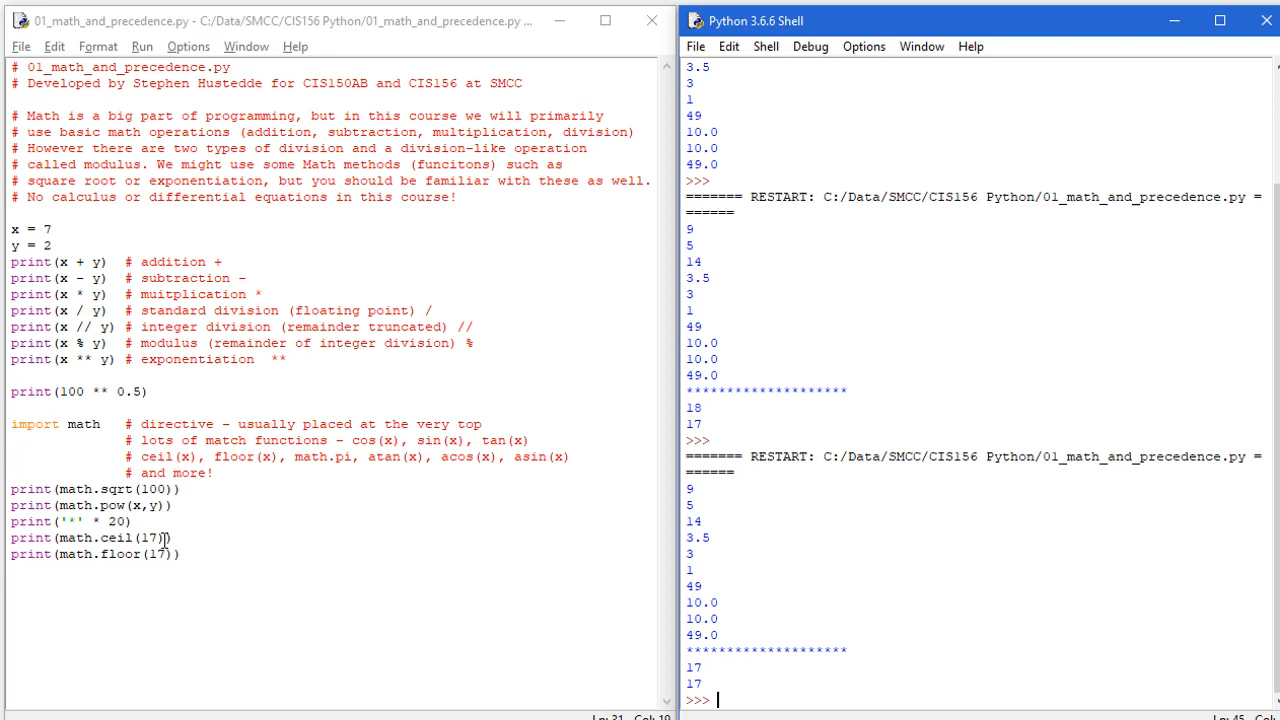 01_math_and_precedence.py - C:/Data/SMCC/CIS156 Python/01_math_and_precedence.py ...
File Edit Format Run Options Window Help
# 01_math_and_precedence.py
# Developed by Stephen Hustedde for CIS150AB and CIS156 at SMCC
# Math is a big part of programming, but in this course we will primarily
# use basic math operations (addition, subtraction, multiplication, division)
# However there are two types of division and a division-like operation
# called modulus. We might use some Math methods (funcitons) such as
# square root or exponentiation, but you should be familiar with these as well.
# No calculus or differential equations in this course!
x = 7
y = 2
print(x + y)  # addition +
print(x - y)  # subtraction -
print(x * y)  # muitplication *
print(x / y)  # standard division (floating point) /
print(x // y) # integer division (remainder truncated) //
print(x % y)  # modulus (remainder of integer division) %
print(x ** y) # exponentiation  **
print(100 ** 0.5)
import math   # directive - usually placed at the very top
# lots of match functions - cos(x), sin(x), tan(x)
# ceil(x), floor(x), math.pi, atan(x), acos(x), asin(x)
# and more!
print(math.sqrt(100))
print(math.pow(x,y))
print('*' * 20)
print(math.ceil(17))
print(math.floor(17))
Ln: 31 Col: 19
Python 3.6.6 Shell
File Edit Shell Debug Options Window Help
3.5
3
1
49
10.0
10.0
49.0
>>>
======= RESTART: C:/Data/SMCC/CIS156 Python/01_math_and_precedence.py =
======
9
5
14
3.5
3
1
49
10.0
10.0
49.0
********************
18
17
>>>
======= RESTART: C:/Data/SMCC/CIS156 Python/01_math_and_precedence.py =
======
9
5
14
3.5
3
1
49
10.0
10.0
49.0
********************
17
17
>>>
Ln: 45 Col: 4